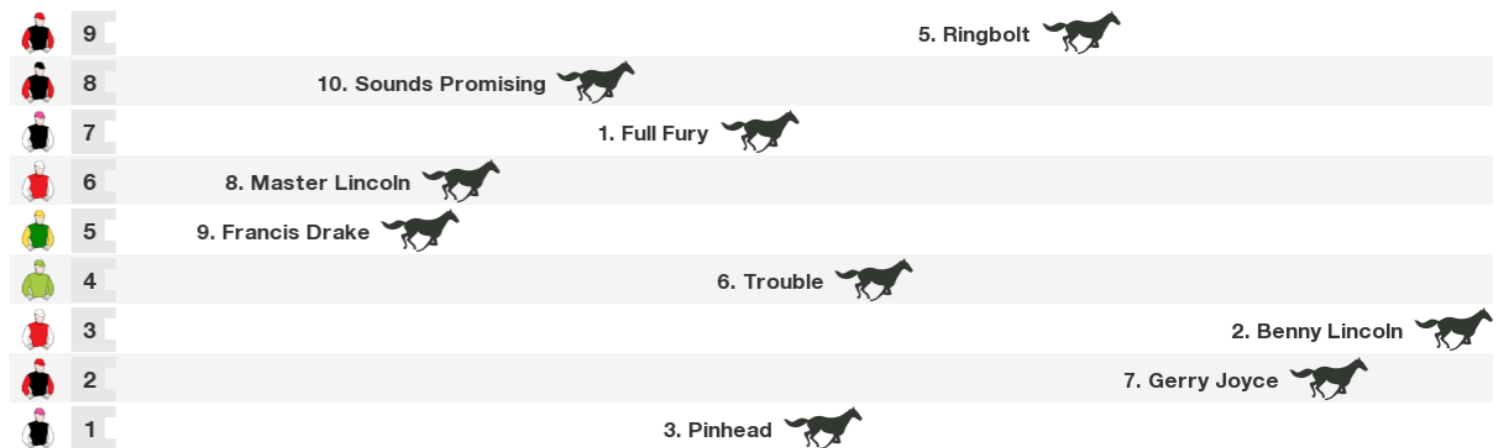 9 5. Ringbolt
8 10. Sounds Promising
7 1. Full Fury
6 8. Master Lincoln
5 9. Francis Drake
4 6. Trouble
3 2. Benny Lincoln
2 7. Gerry Joyce
1 3. Pinhead